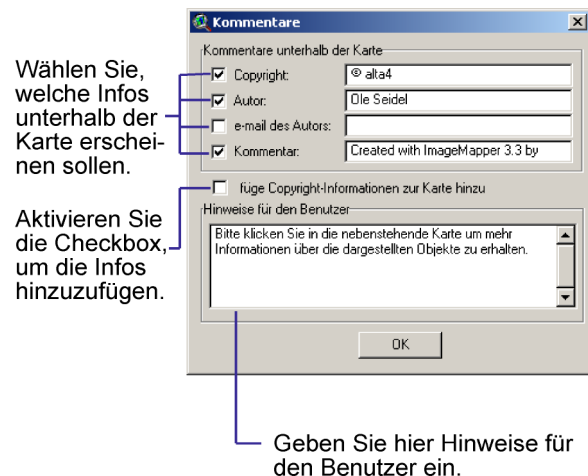 Kommentare
Kommentare unterhalb der Karte
Wählen Sie,
welche Infos
unterhalb der
Karte erschei-
nen sollen.
Copyright: © alta4
Autor: Ole Seidel
e-mail des Autors:
Kommentar: Created with ImageMapper 3.3 by
füge Copyright-Informationen zur Karte hinzu
Aktivieren Sie
die Checkbox,
um die Infos
hinzuzufügen.
Hinweise für den Benutzer
Bitte klicken Sie in die nebenstehende Karte um mehr
Informationen über die dargestellten Objekte zu erhalten.
OK
Geben Sie hier Hinweise für
den Benutzer ein.